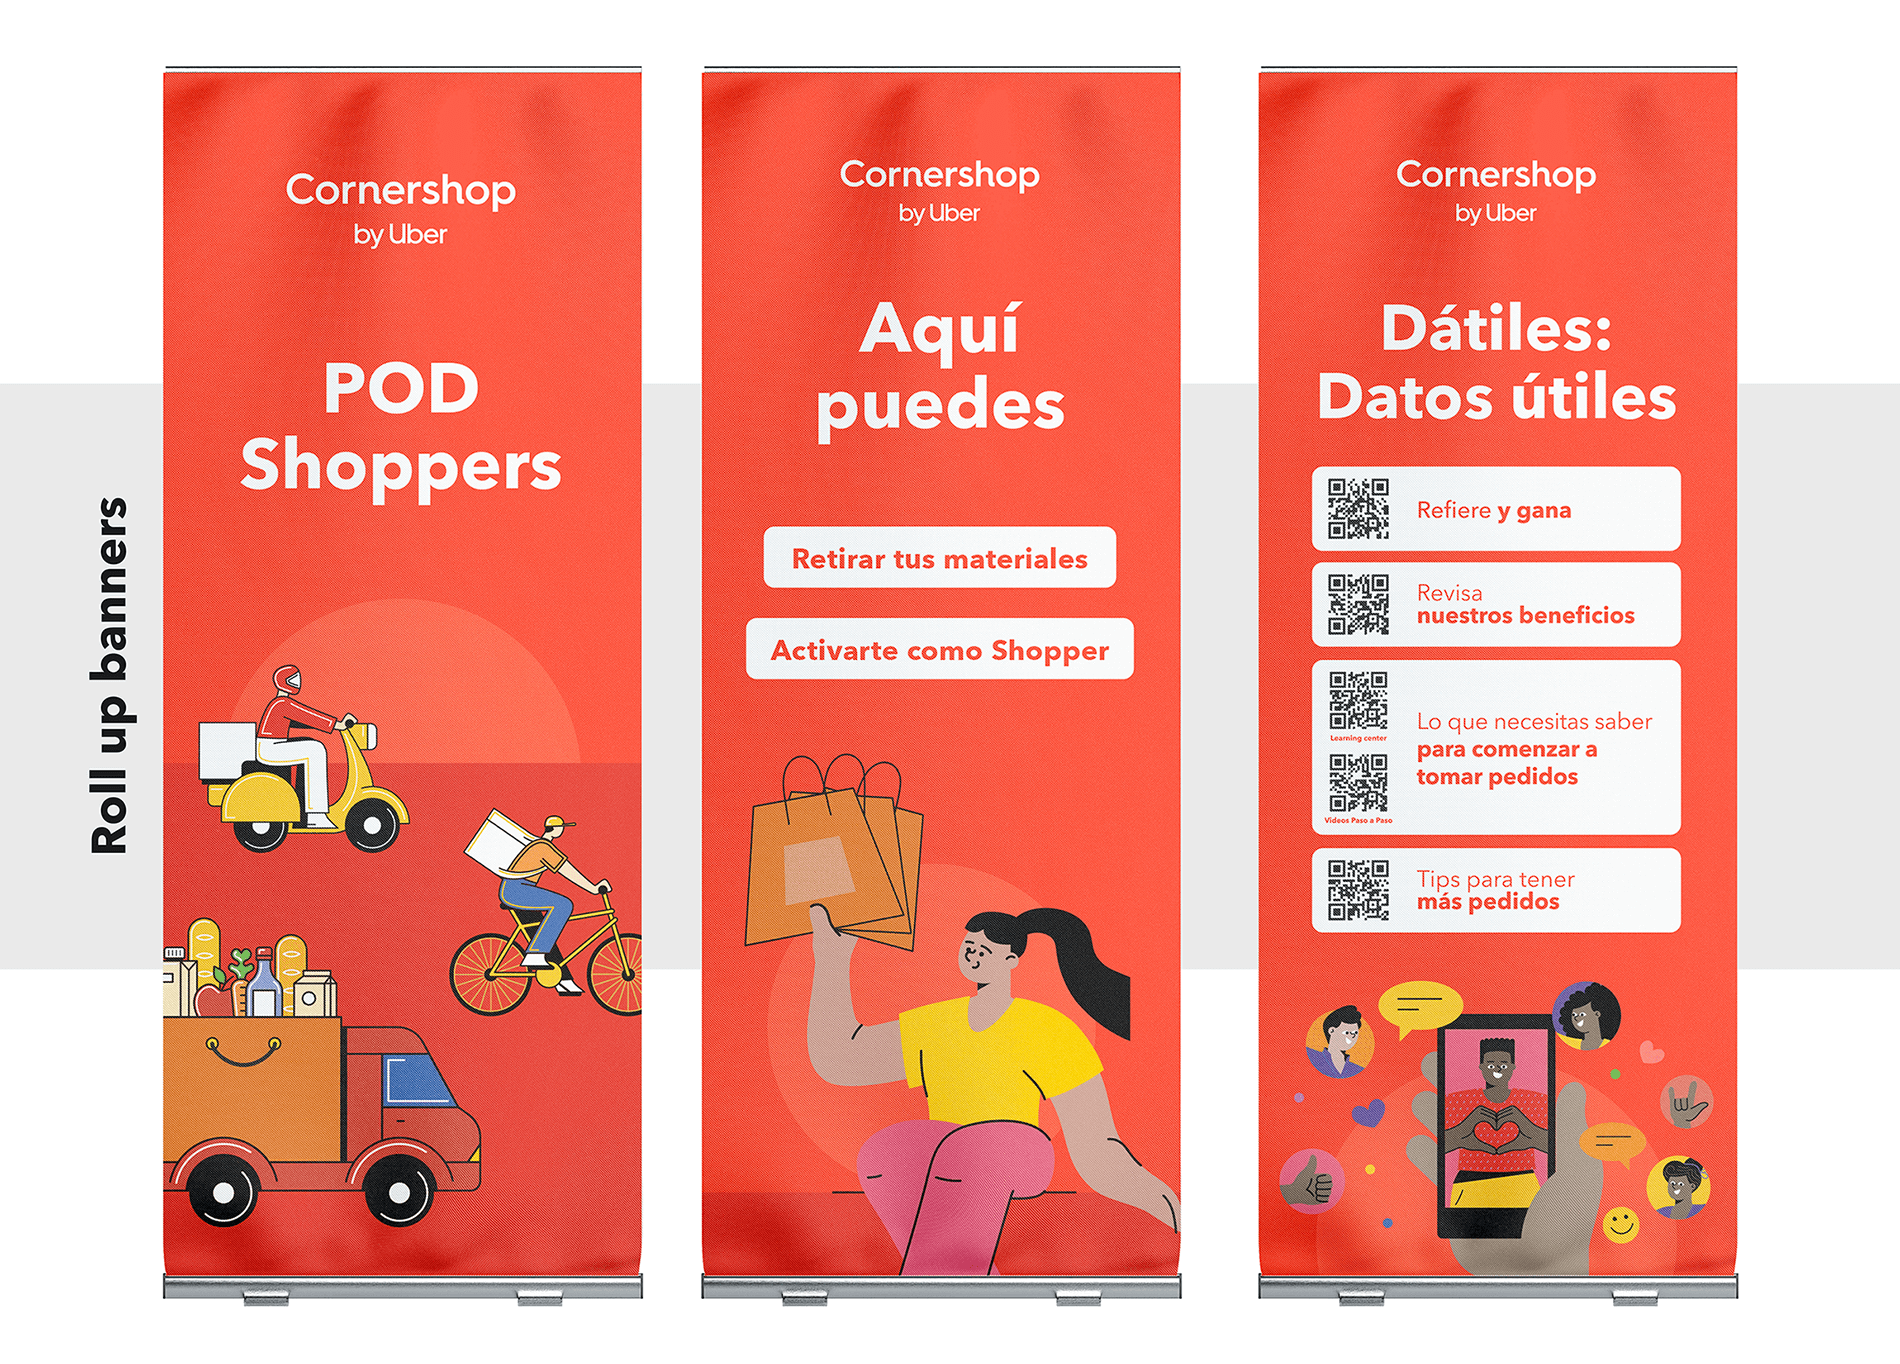 Roll up banners
Cornershop
by Uber
POD
Shoppers
Cornershop
by Uber
Aquí
puedes
Retirar tus materiales
Activarte como Shopper
Cornershop
by Uber
Dátiles:
Datos útiles
Refiere y gana
Revisa
nuestros beneficios
Learning center
Videos Paso a Paso
Lo que necesitas saber
para comenzar a
tomar pedidos
Tips para tener
más pedidos